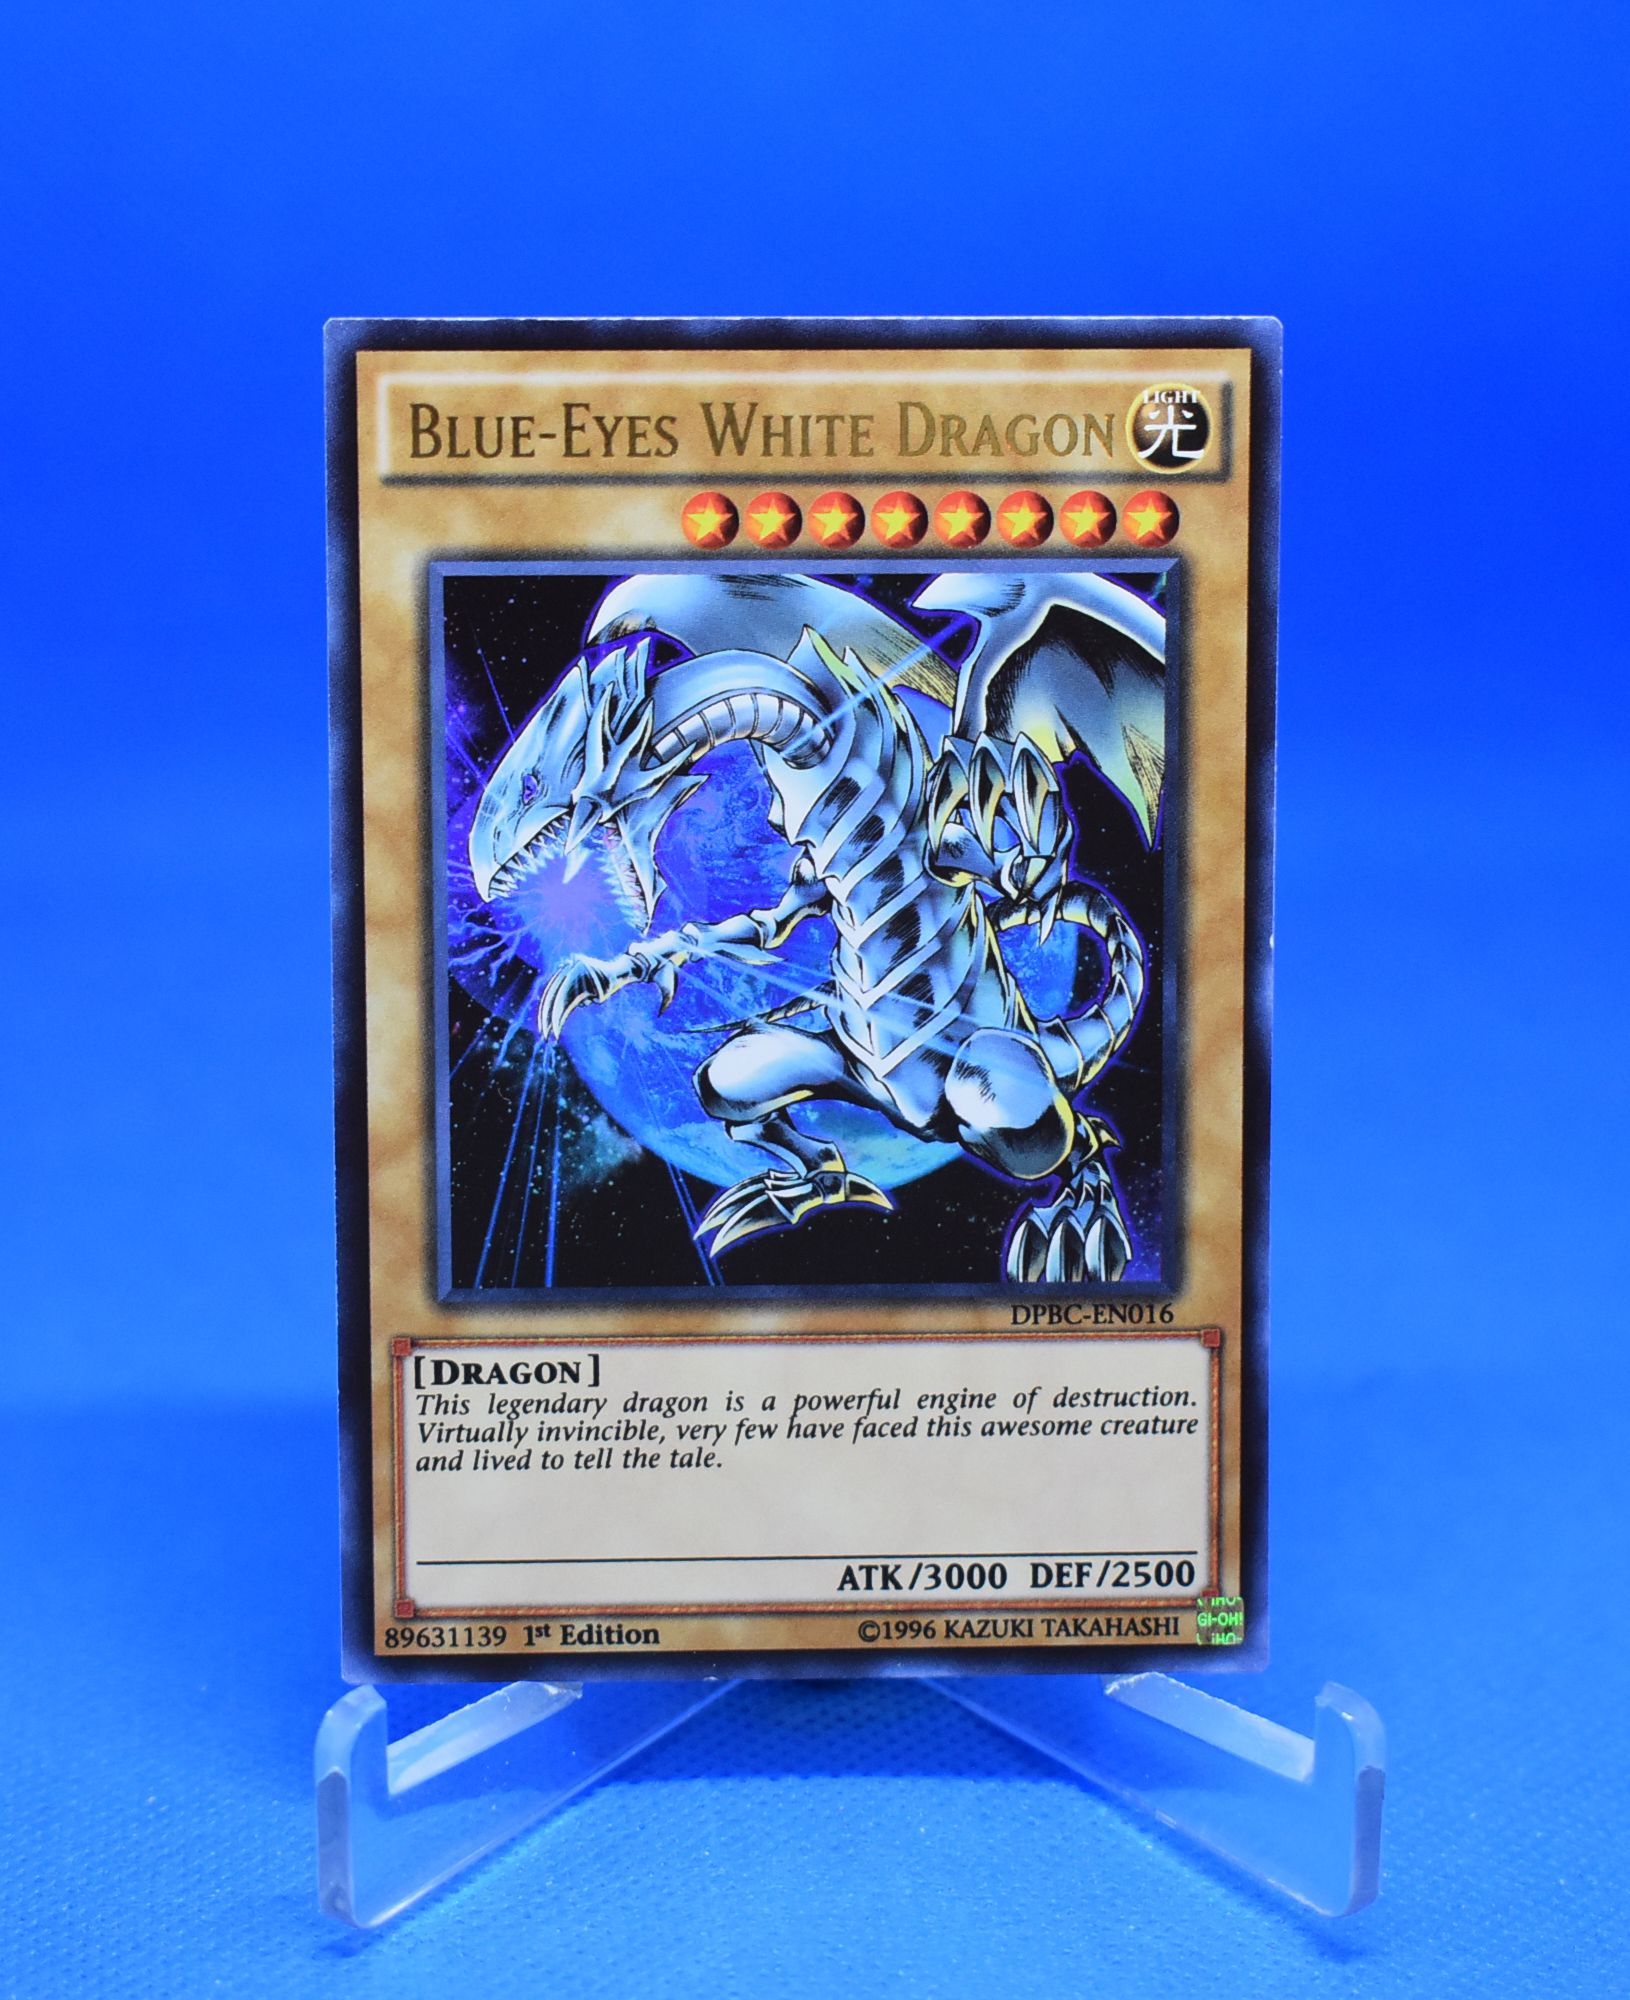 BLUE-EYES WHITE DRAGON
LIGHT
光
DPBC-EN016
[DRAGON]
This legendary dragon is a powerful engine of destruction.
Virtually invincible, very few have faced this awesome creature
and lived to tell the tale.
ATK/3000 DEF/2500
89631139 1st Edition
©1996 KAZUKI TAKAHASHI
GI-OH!